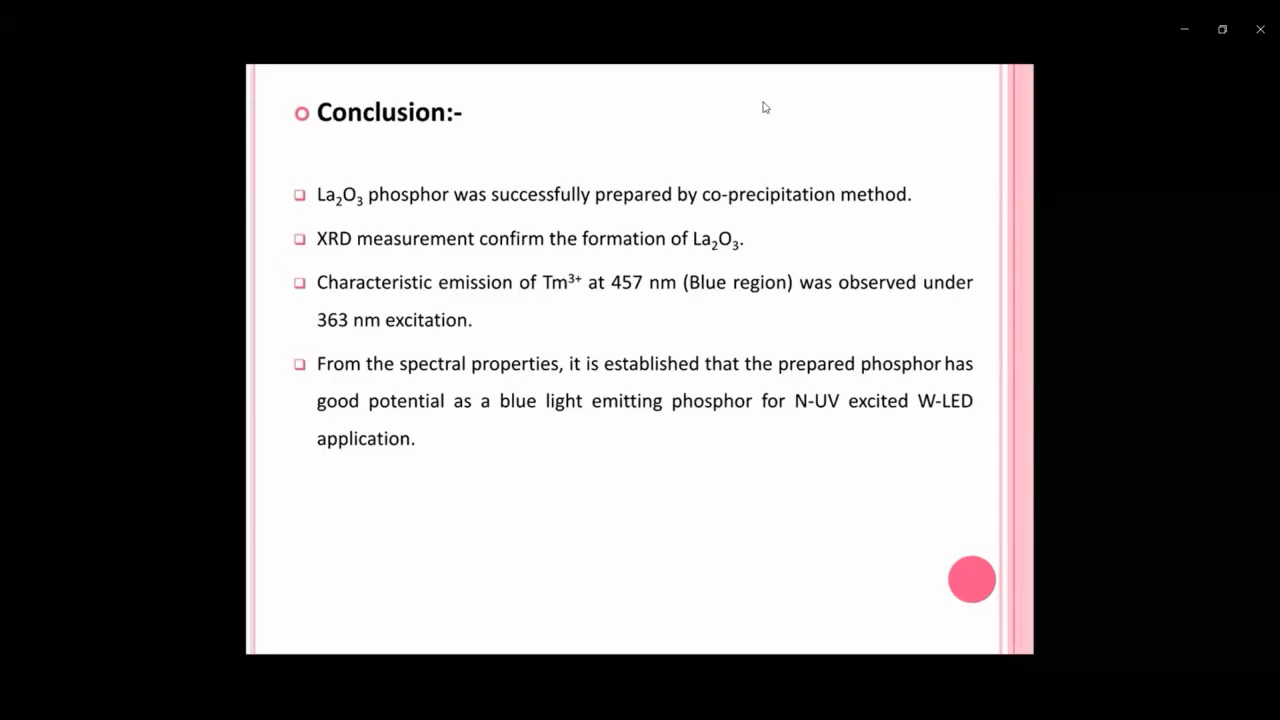 Conclusion:-
La₂O₃ phosphor was successfully prepared by co-precipitation method.
XRD measurement confirm the formation of La₂O₃.
Characteristic emission of Tm³⁺ at 457 nm (Blue region) was observed under
363 nm excitation.
From the spectral properties, it is established that the prepared phosphor has
good potential as a blue light emitting phosphor for N-UV excited W-LED
application.